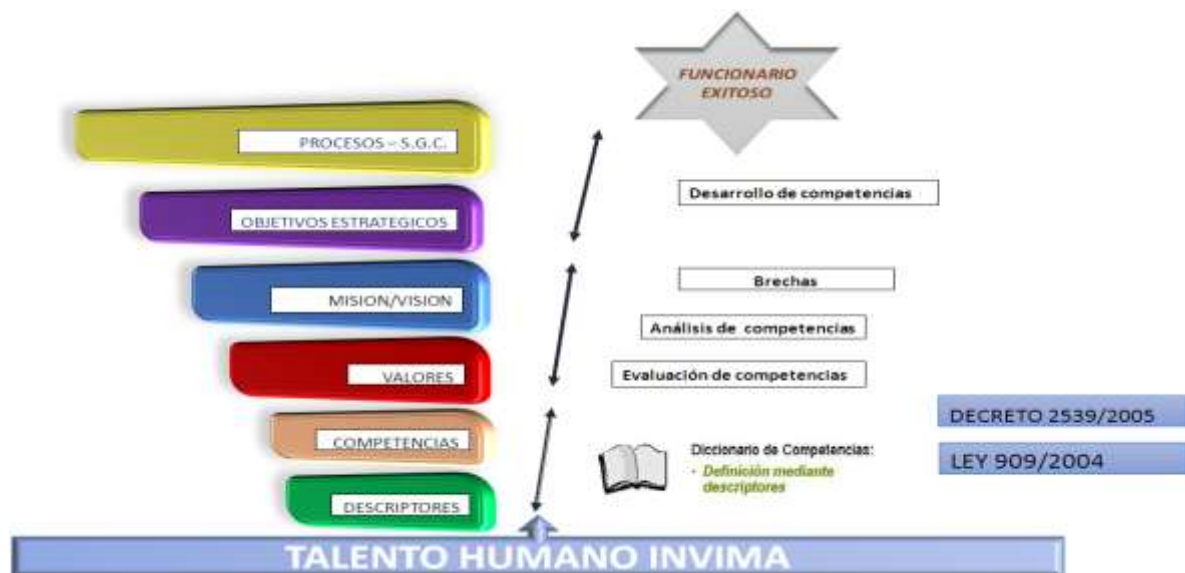 FUNCIONARIO
EXITOSO
PROCESOS – S.G.C.
OBJETIVOS ESTRATEGICOS
MISION/VISION
VALORES
COMPETENCIAS
DESCRIPTORES
Desarrollo de competencias
Brechas
Análisis de competencias
Evaluación de competencias
Diccionario de Competencias:
- Definición mediante
descriptores
DECRETO 2539/2005
LEY 909/2004
TALENTO HUMANO INVIMA